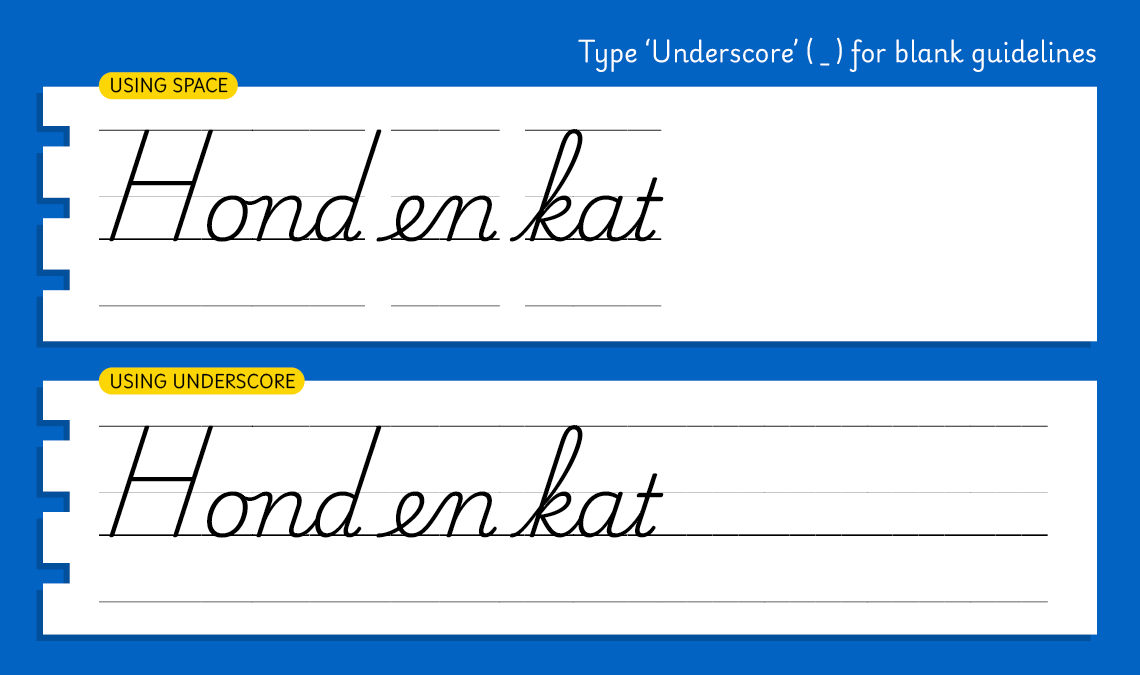 Type ‘Underscore’ ( _ ) for blank guidelines
USING SPACE
Hond en kat
USING UNDERSCORE
Hond en kat